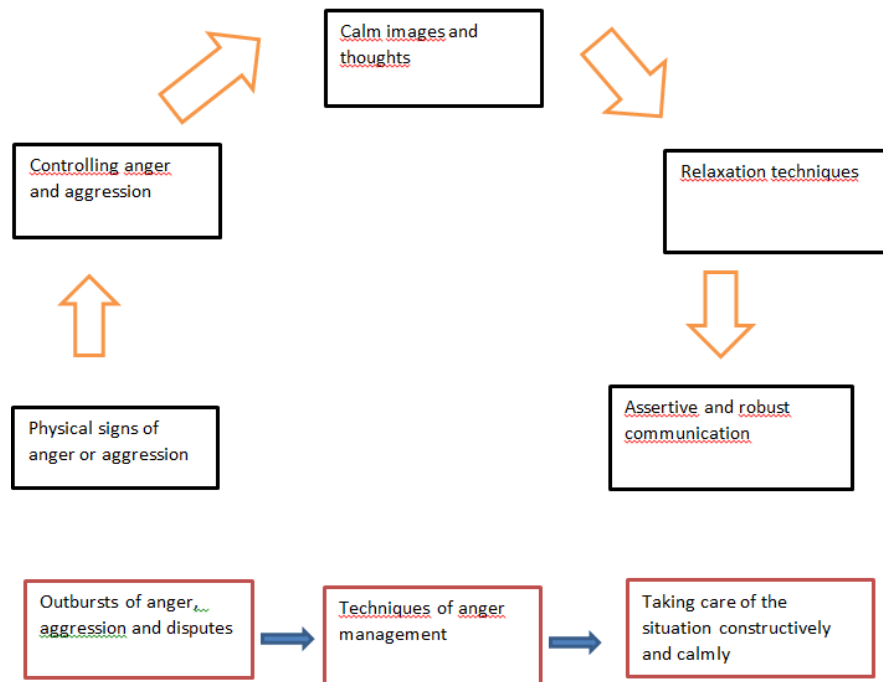 Calm images and
thoughts
Controlling anger
and aggression
Relaxation techniques
Physical signs of
anger or aggression
Assertive and robust
communication
Outbursts of anger,
aggression and disputes
Techniques of anger
management
Taking care of the
situation constructively
and calmly